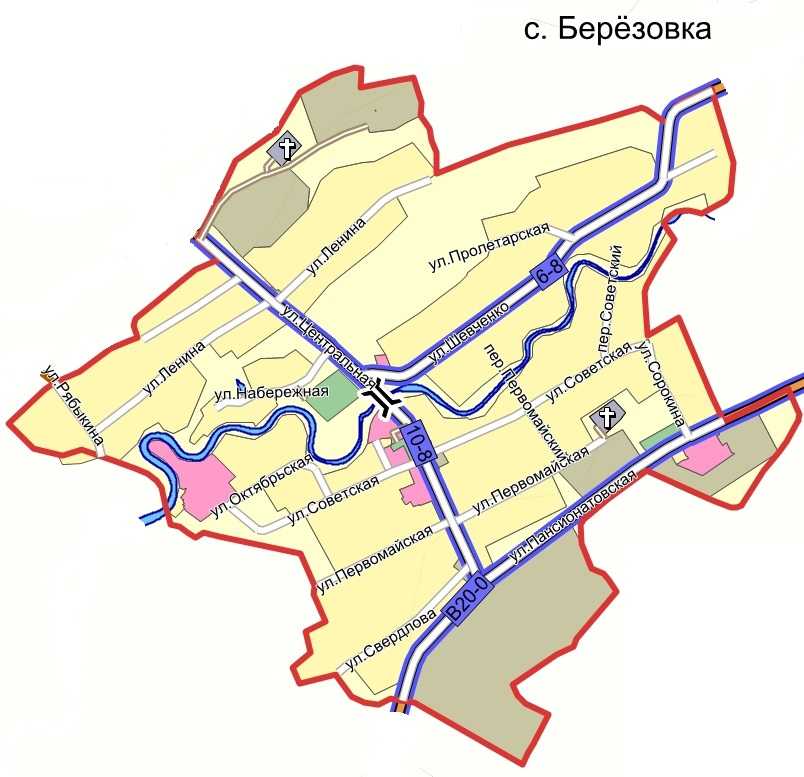 с. Берёзовка
ул.Ленина
ул.Пролетарская
6-8
пер.Советский
ул.Центральная
ул.Шевченко
ул.Ленина
ул.Рябыкина
ул.Набережная
пер.Первомайский
ул.Советская
ул.Сорокина
10-8
ул.Октябрьская
ул.Советская
ул.Первомайская
ул.Пансионатовская
ул.Первомайская
В20-0
ул.Свердлова